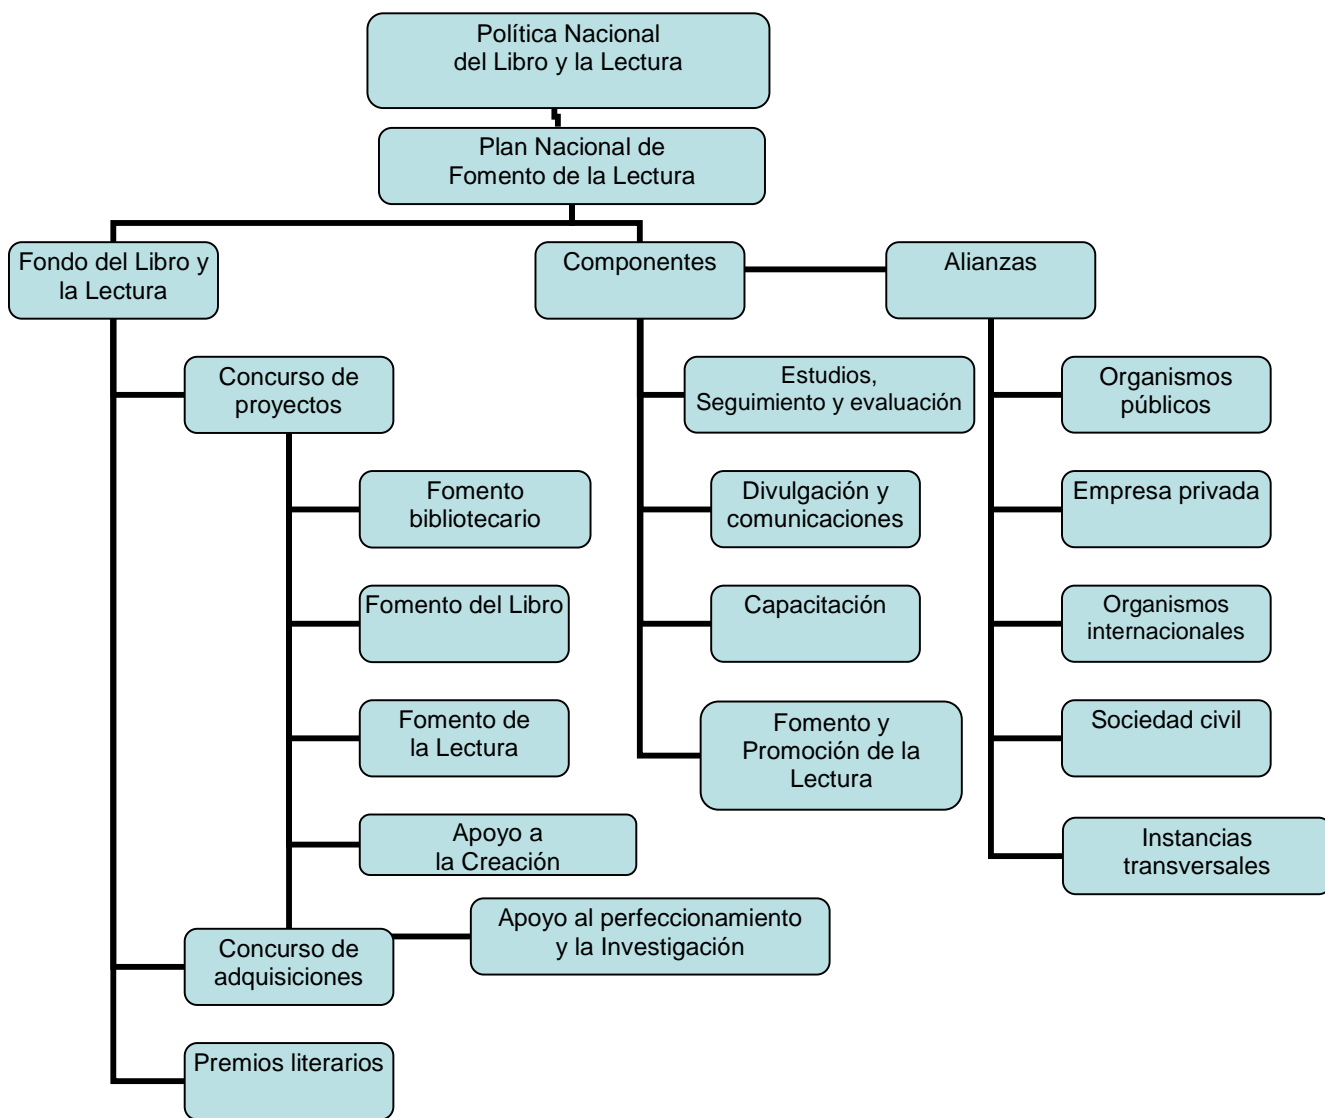 Política Nacional
del Libro y la Lectura
Plan Nacional de
Fomento de la Lectura
Fondo del Libro y
la Lectura
Componentes
Alianzas
Concurso de
proyectos
Estudios,
Seguimiento y evaluación
Organismos
públicos
Fomento
bibliotecario
Divulgación y
comunicaciones
Empresa privada
Fomento del Libro
Capacitación
Organismos
internacionales
Fomento de
la Lectura
Fomento y
Promoción de la
Lectura
Sociedad civil
Apoyo a
la Creación
Instancias
transversales
Apoyo al perfeccionamiento
y la Investigación
Concurso de
adquisiciones
Premios literarios